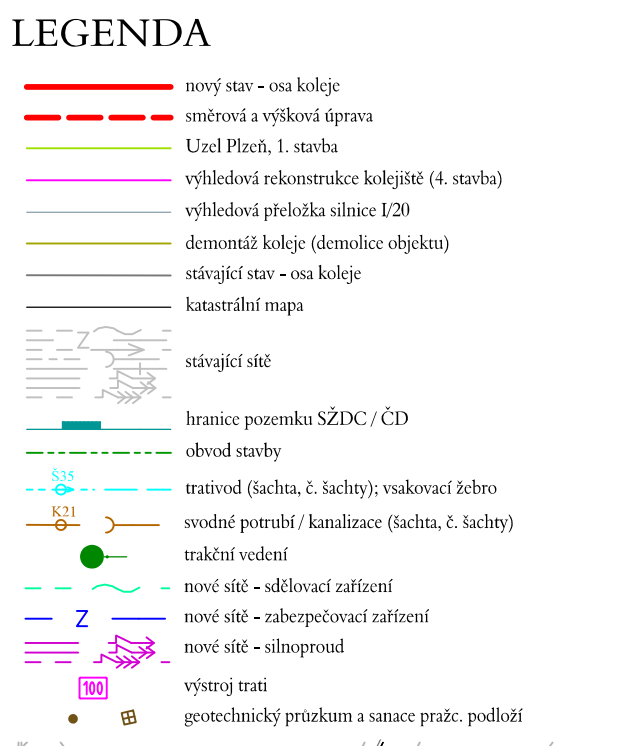 LEGENDA
nový stav - osa koleje
směrová a výšková úprava
Uzel Plzeň, 1. stavba
výhledová rekonstrukce kolejiště (4. stavba)
výhledová přeložka silnice I/20
demontáž koleje (demolice objektu)
stávající stav - osa koleje
katastrální mapa
Z
stávající sítě
hranice pozemku SŽDC / ČD
obvod stavby
Š35
trativod (šachta, č. šachty); vsakovací žebro
K21
svodné potrubí / kanalizace (šachta, č. šachty)
trakční vedení
nové sítě - sdělovací zařízení
Z nové sítě - zabezpečovací zařízení
nové sítě - silnoproud
100 výstroj trati
geotechnický průzkum a sanace pražc. podloží